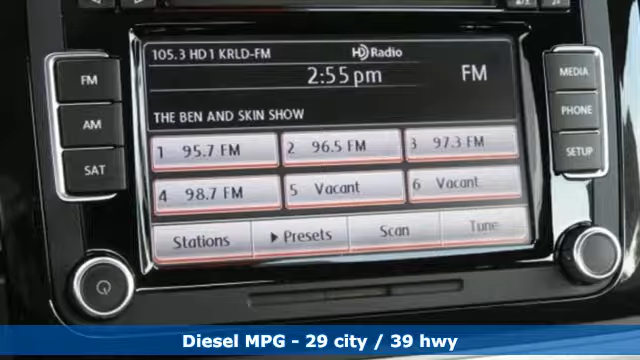 105.3 HD1 KRLD-FM HD Radio
2:55pm FM
THE BEN AND SKIN SHOW
FM
AM
SAT
MEDIA
PHONE
SETUP
1 95.7 FM 2 96.5 FM 3 97.3 FM
4 98.7 FM 5 Vacant 6 Vacant
Stations Presets Scan Tune
Diesel MPG - 29 city / 39 hwy